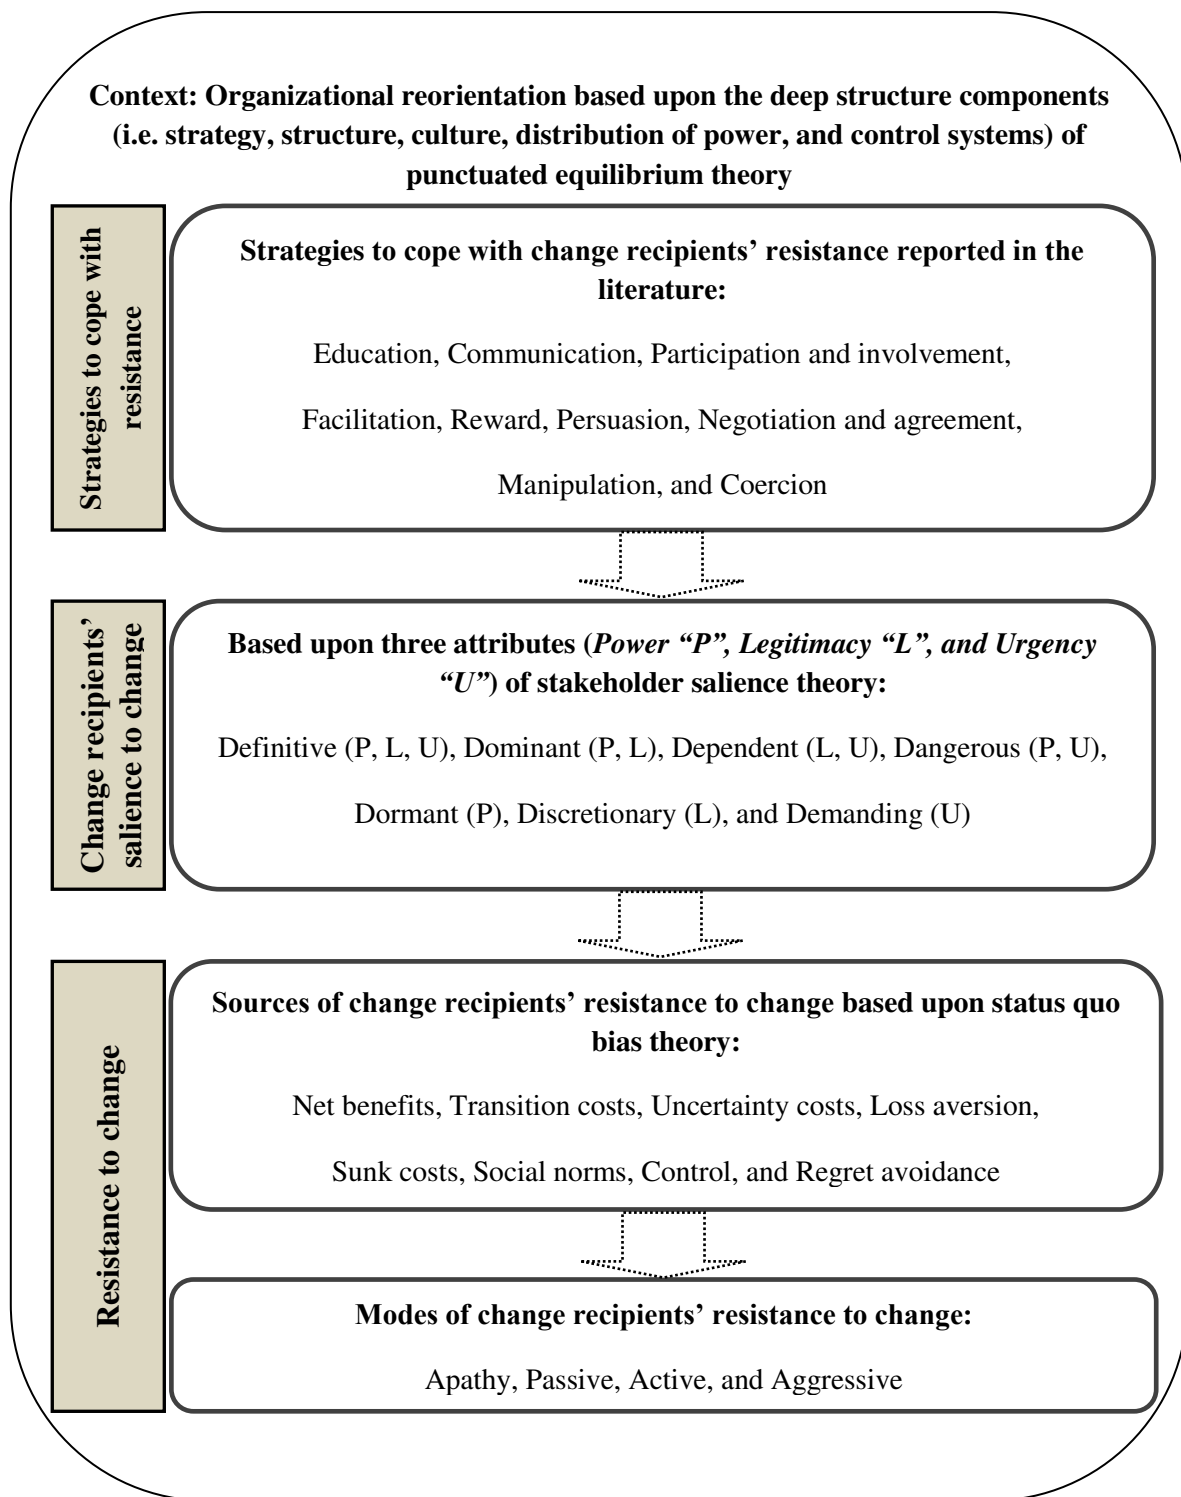 Context: Organizational reorientation based upon the deep structure components
(i.e. strategy, structure, culture, distribution of power, and control systems) of
punctuated equilibrium theory
Strategies to cope with
resistance
Strategies to cope with change recipients’ resistance reported in the
literature:
Education, Communication, Participation and involvement,
Facilitation, Reward, Persuasion, Negotiation and agreement,
Manipulation, and Coercion
Change recipients’
salience to change
Based upon three attributes (Power “P”, Legitimacy “L”, and Urgency
“U”) of stakeholder salience theory:
Definitive (P, L, U), Dominant (P, L), Dependent (L, U), Dangerous (P, U),
Dormant (P), Discretionary (L), and Demanding (U)
Resistance to change
Sources of change recipients’ resistance to change based upon status quo
bias theory:
Net benefits, Transition costs, Uncertainty costs, Loss aversion,
Sunk costs, Social norms, Control, and Regret avoidance
Modes of change recipients’ resistance to change:
Apathy, Passive, Active, and Aggressive